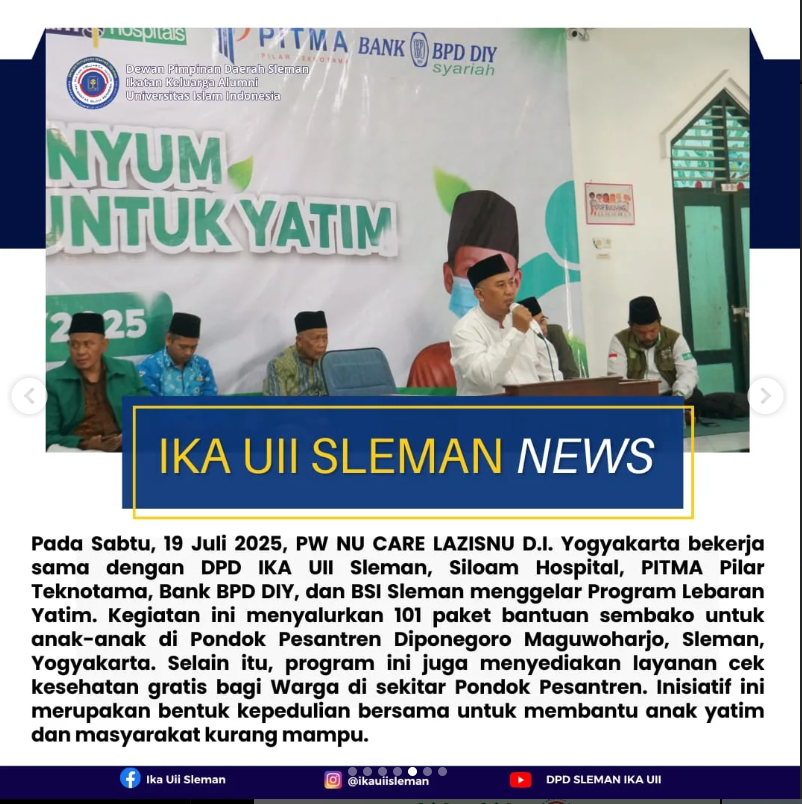 hospitals
PITMA
PILAR TEKNOTAMA
BANK BPD DIY
syariah
Dewan Pimpinan Daerah Sleman
Ikatan Keluarga Alumni
Universitas Islam Indonesia
NYUM
UNTUK YATIM
/2025
IKA UII SLEMAN NEWS
Pada Sabtu, 19 Juli 2025, PW NU CARE LAZISNU D.I. Yogyakarta bekerja
sama dengan DPD IKA UII Sleman, Siloam Hospital, PITMA Pilar
Teknotama, Bank BPD DIY, dan BSI Sleman menggelar Program Lebaran
Yatim. Kegiatan ini menyalurkan 101 paket bantuan sembako untuk
anak-anak di Pondok Pesantren Diponegoro Maguwoharjo, Sleman,
Yogyakarta. Selain itu, program ini juga menyediakan layanan cek
kesehatan gratis bagi Warga di sekitar Pondok Pesantren. Inisiatif ini
merupakan bentuk kepedulian bersama untuk membantu anak yatim
dan masyarakat kurang mampu.
Ika Uii Sleman
@ikauiisleman
DPD SLEMAN IKA UII